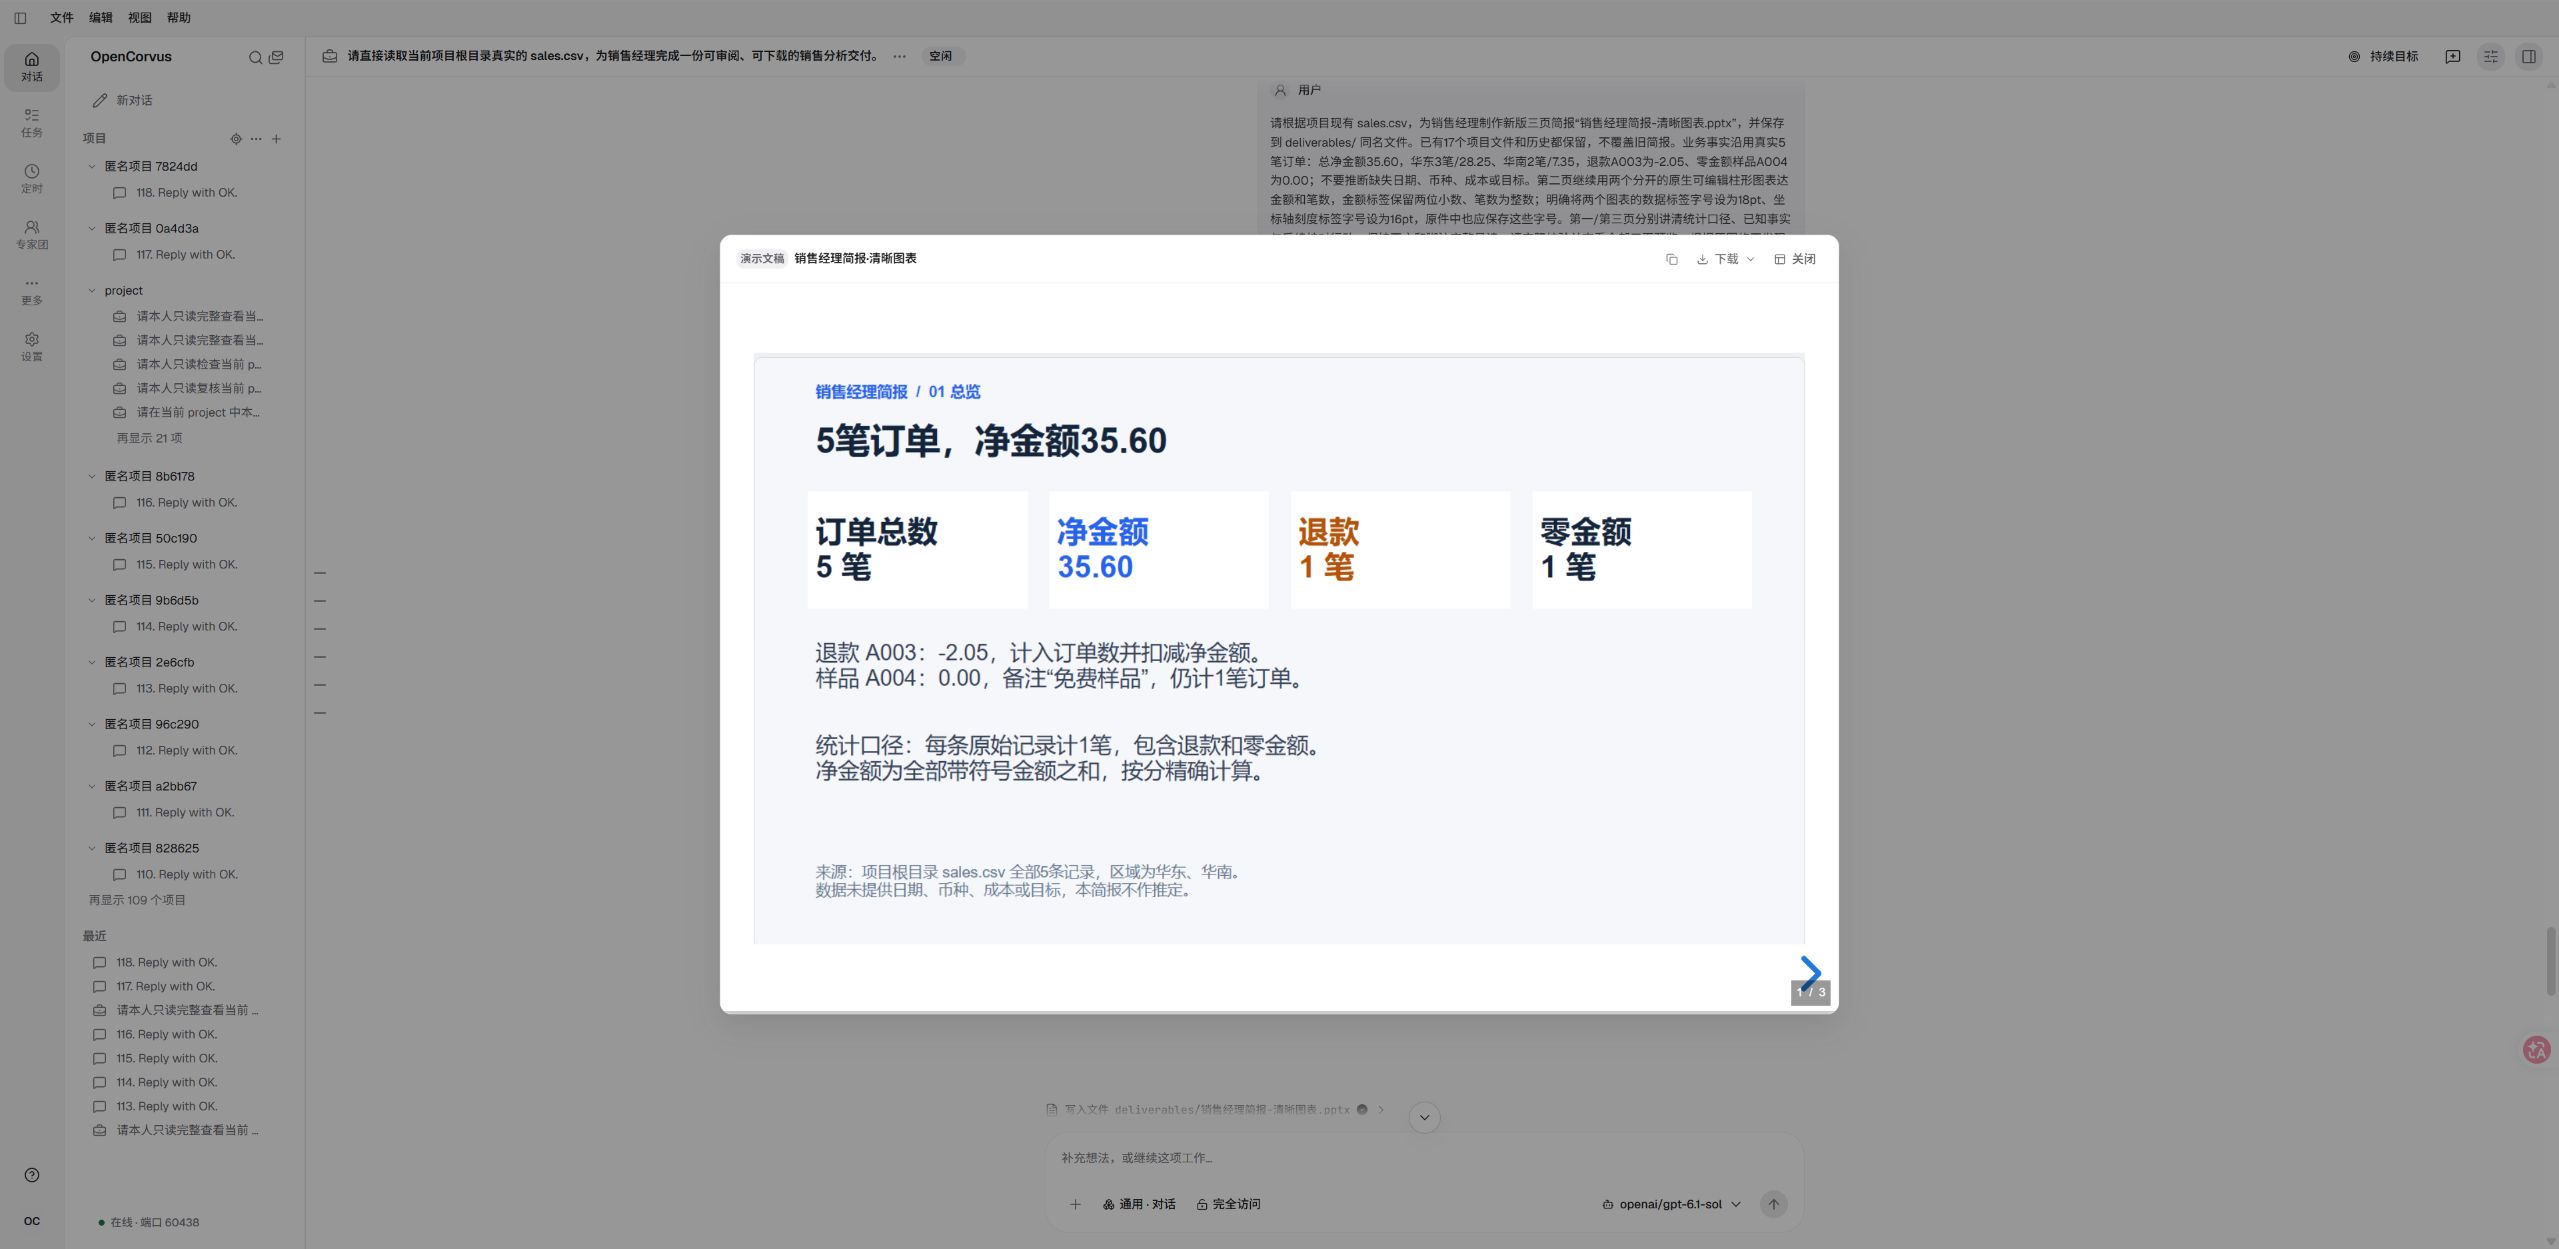 文件 编辑 视图 帮助
对话
任务
定时
专家团
更多
设置
OC
OpenCorvus
新对话
项目
匿名项目 7824dd
118. Reply with OK.
匿名项目 0a4d3a
117. Reply with OK.
project
请本人只读完整查看当...
请本人只读完整查看当...
请本人只读检查当前 p...
请本人只读复核当前 p...
请在当前 project 中本...
再显示 21 项
匿名项目 8b6178
116. Reply with OK.
匿名项目 50c190
115. Reply with OK.
匿名项目 9b6d5b
114. Reply with OK.
匿名项目 2e6cfb
113. Reply with OK.
匿名项目 96c290
112. Reply with OK.
匿名项目 a2bb67
111. Reply with OK.
匿名项目 828625
110. Reply with OK.
再显示 109 个项目
最近
118. Reply with OK.
117. Reply with OK.
请本人只读完整查看当前 ...
116. Reply with OK.
115. Reply with OK.
114. Reply with OK.
113. Reply with OK.
请本人只读完整查看当前 ...
在线 · 端口 60438
请直接读取当前项目根目录真实的 sales.csv，为销售经理完成一份可审阅、可下载的销售分析交付。 ... 空闲
持续目标
用户
请根据项目现有 sales.csv，为销售经理制作新版三页简报“销售经理简报-清晰图表.pptx”，并保存
到 deliverables/ 同名文件。已有17个项目文件和历史都保留，不覆盖旧简报。业务事实沿用真实5
笔订单：总净金额35.60，华东3笔/28.25、华南2笔/7.35，退款A003为-2.05、零金额样品A004
为0.00；不要推断缺失日期、币种、成本或目标。第二页继续用两个分开的原生可编辑柱形图表达
金额和笔数，金额标签保留两位小数、笔数为整数；明确将两个图表的数据标签字号设为18pt、坐
标轴刻度标签字号设为16pt，原件中也应保存这些字号。第一/第三页分别讲清统计口径、已知事实
演示文稿 销售经理简报-清晰图表
下载 关闭
销售经理简报 / 01 总览
5笔订单，净金额35.60
订单总数
5 笔
净金额
35.60
退款
1 笔
零金额
1 笔
退款 A003：-2.05，计入订单数并扣减净金额。
样品 A004：0.00，备注“免费样品”，仍计1笔订单。
统计口径：每条原始记录计1笔，包含退款和零金额。
净金额为全部带符号金额之和，按分精确计算。
来源：项目根目录 sales.csv 全部5条记录，区域为华东、华南。
数据未提供日期、币种、成本或目标，本简报不作推定。
1 / 3
写入文件 deliverables/销售经理简报-清晰图表.pptx
补充想法，或继续这项工作...
通用 · 对话 完全访问
openai/gpt-6.1-sol